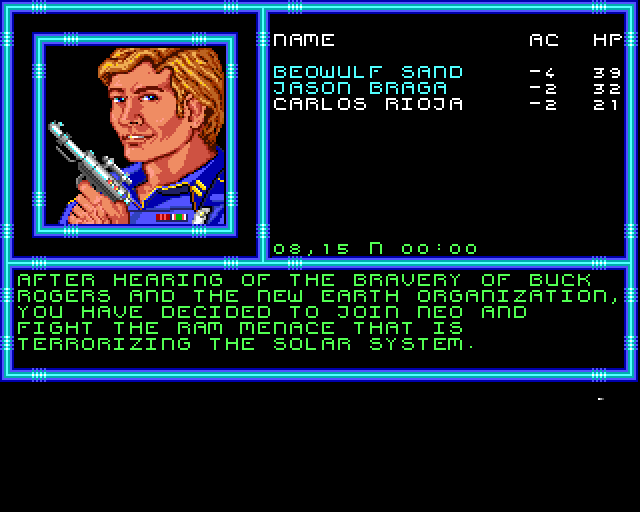 NAME AC HP
BEOWULF SAND -4 39
JASON BRAGA -2 32
CARLOS RIOJA -2 21
08,15 N 00:00
AFTER HEARING OF THE BRAVERY OF BUCK
ROGERS AND THE NEW EARTH ORGANIZATION,
YOU HAVE DECIDED TO JOIN NEO AND
FIGHT THE RAM MENACE THAT IS
TERRORIZING THE SOLAR SYSTEM.